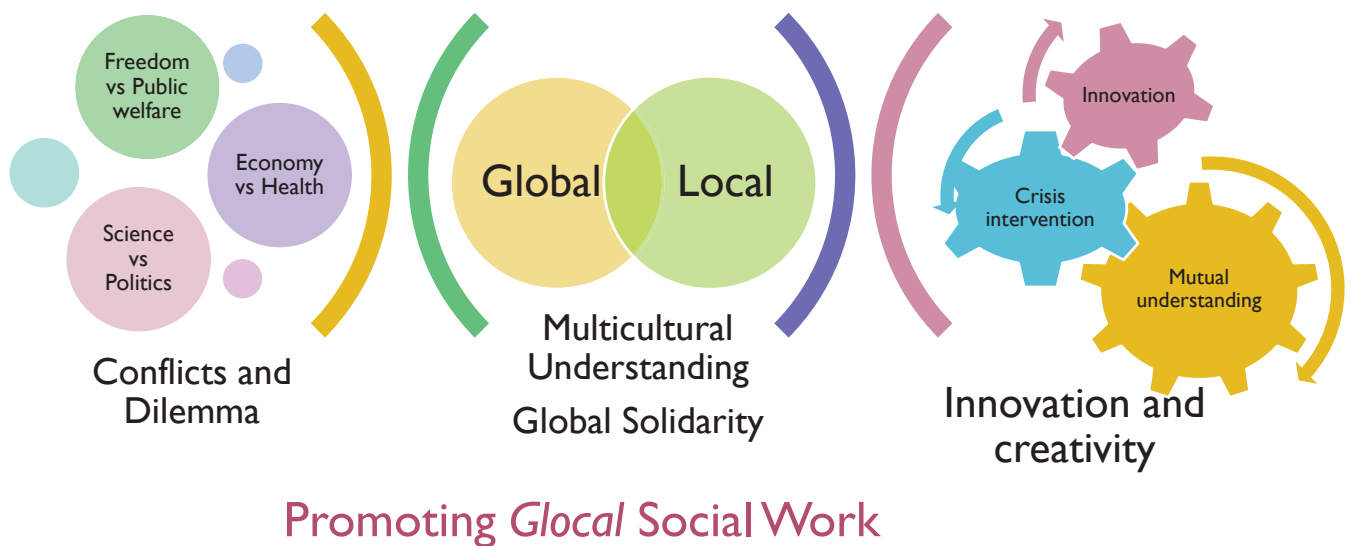 Freedom
vs Public
welfare
Economy
vs Health
Science
vs
Politics
Conflicts and
Dilemma
Global
Local
Multicultural
Understanding
Global Solidarity
Innovation
Crisis
intervention
Mutual
understanding
Innovation and
creativity
Promoting Glocal Social Work